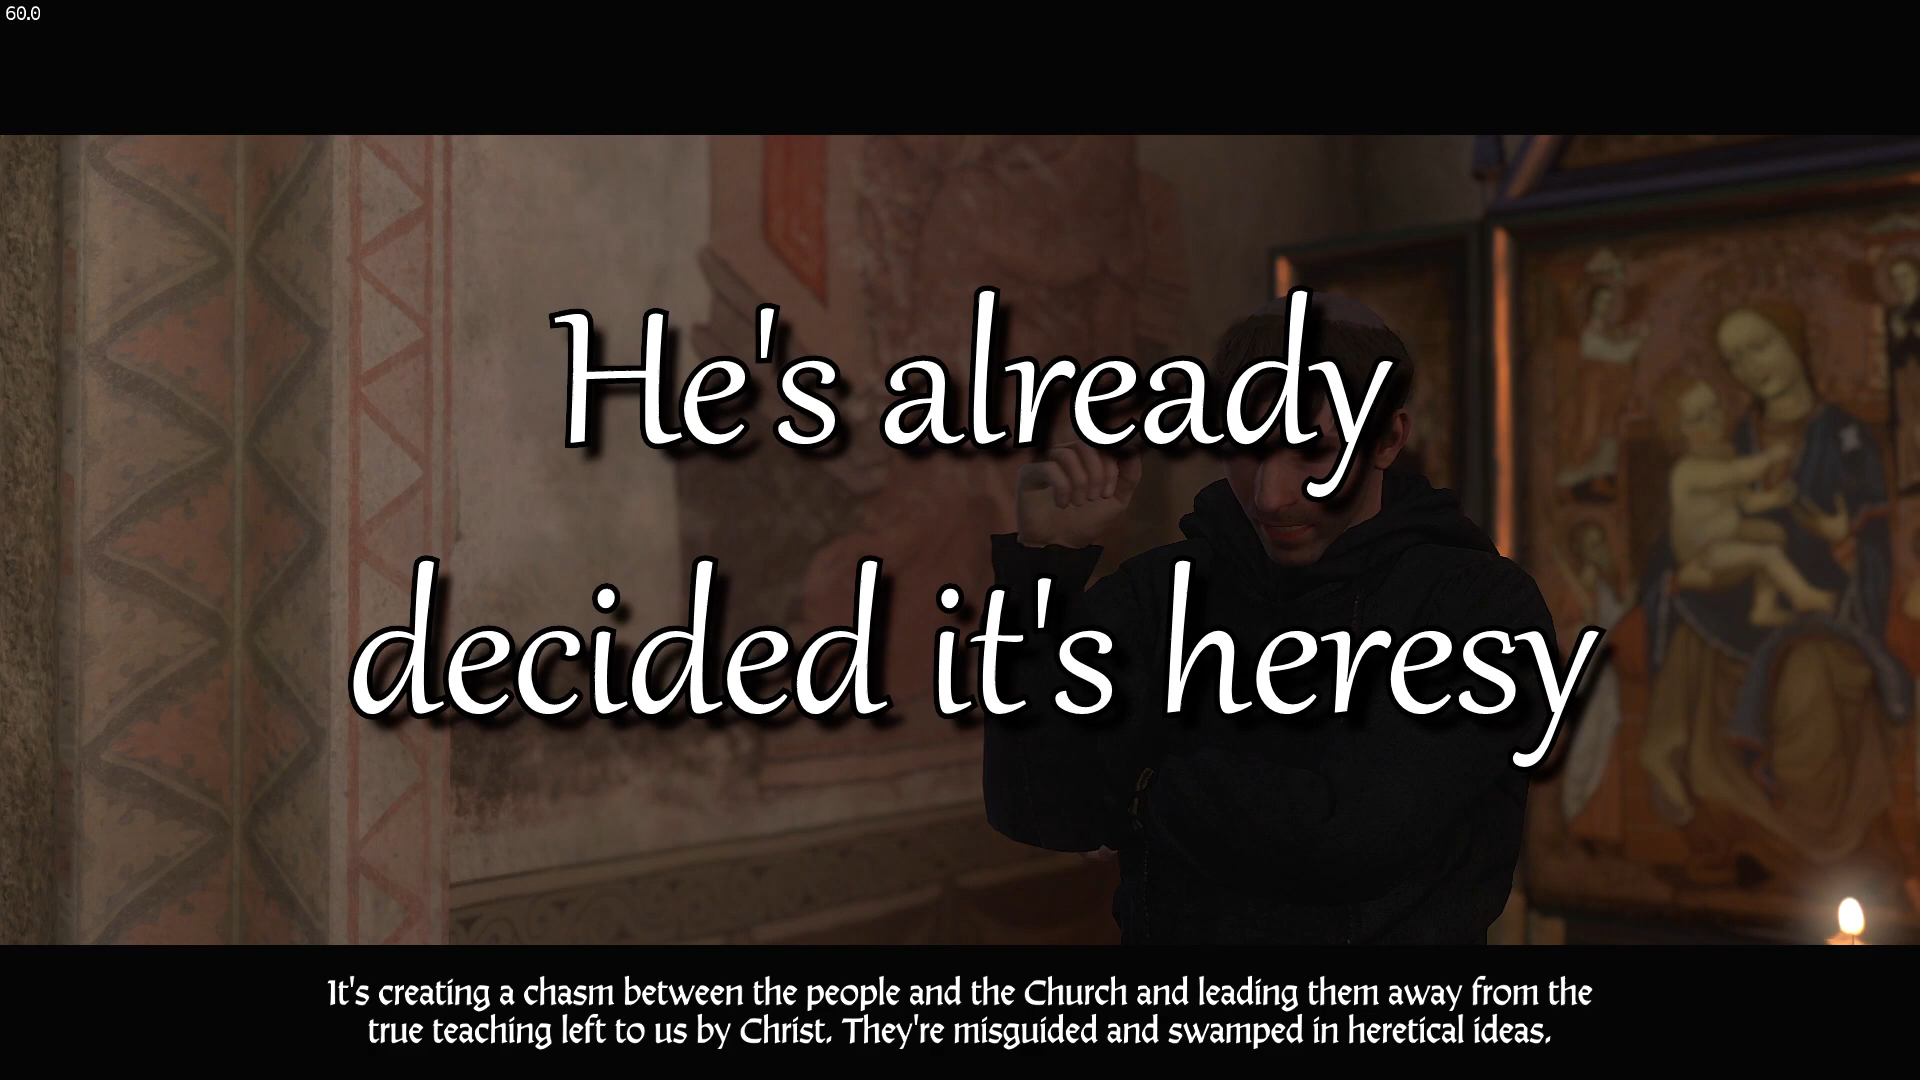 60.0
He's already
decided it's heresy
It's creating a chasm between the people and the Church and leading them away from the
true teaching left to us by Christ. They're misguided and swamped in heretical ideas.